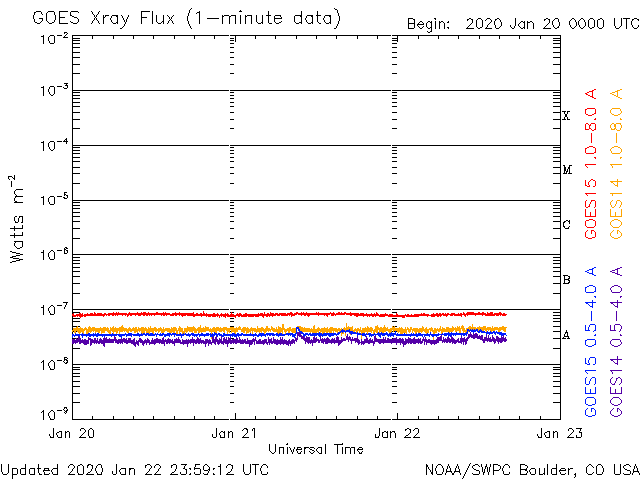 GOES Xray Flux (1-minute data)
Begin: 2020 Jan 20 0000 UTC
Watts m⁻²
10⁻²
10⁻³
10⁻⁴
10⁻⁵
10⁻⁶
10⁻⁷
10⁻⁸
10⁻⁹
X
M
C
B
A
GOES15 1.0-8.0 A
GOES14 1.0-8.0 A
GOES15 0.5-4.0 A
GOES14 0.5-4.0 A
Jan 20 Jan 21 Jan 22 Jan 23
Universal Time
Updated 2020 Jan 22 23:59:12 UTC
NOAA/SWPC Boulder, CO USA